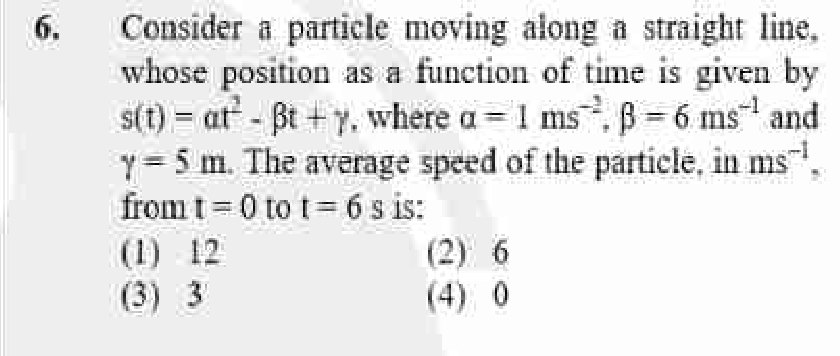 6. Consider a particle moving along a straight line,
whose position as a function of time is given by
s(t) = αt² - βt + γ, where α = 1 ms⁻², β = 6 ms⁻¹ and
γ = 5 m. The average speed of the particle, in ms⁻¹,
from t = 0 to t = 6 s is:
(1) 12 (2) 6
(3) 3 (4) 0